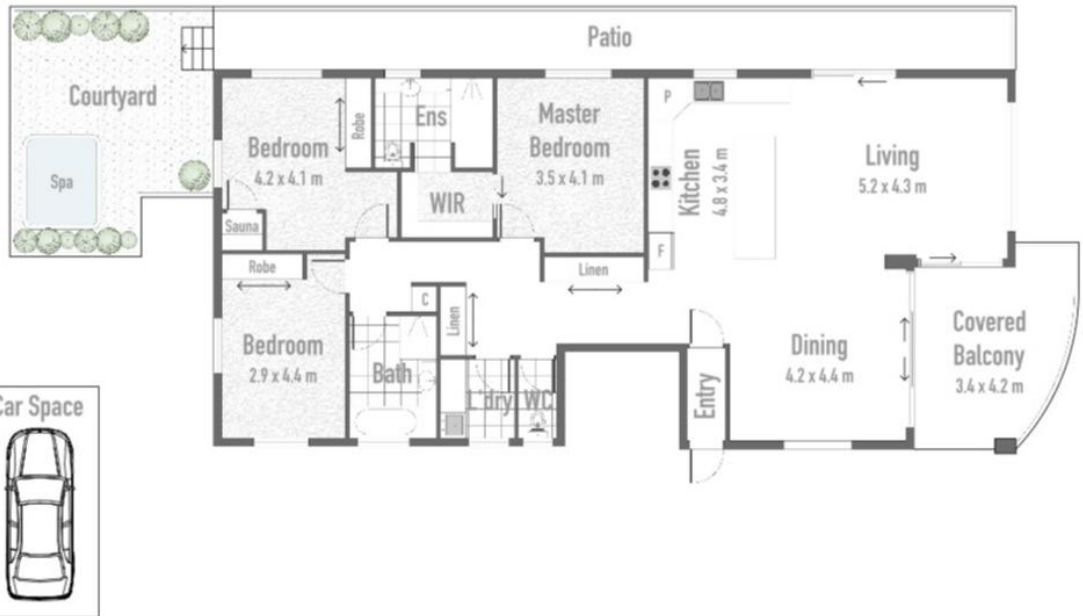 Patio
Courtyard
Spa
Bedroom
4.2 x 4.1 m
Robe
Ens
WIR
Sauna
Master
Bedroom
3.5 x 4.1 m
P
Kitchen
4.8 x 3.4 m
F
Living
5.2 x 4.3 m
Robe
Linen
Bedroom
2.9 x 4.4 m
C
Linen
Bath
L'dry
WC
Entry
Dining
4.2 x 4.4 m
Covered
Balcony
3.4 x 4.2 m
Car Space